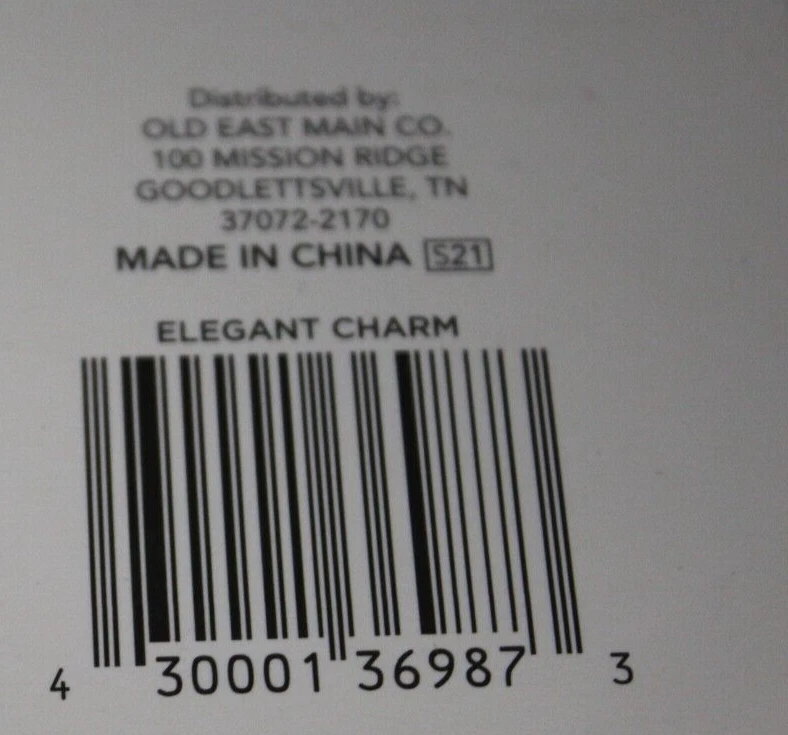 Distributed by:
OLD EAST MAIN CO.
100 MISSION RIDGE
GOODLETTSVILLE, TN
37072-2170
MADE IN CHINA S21
ELEGANT CHARM
4 30001 36987 3